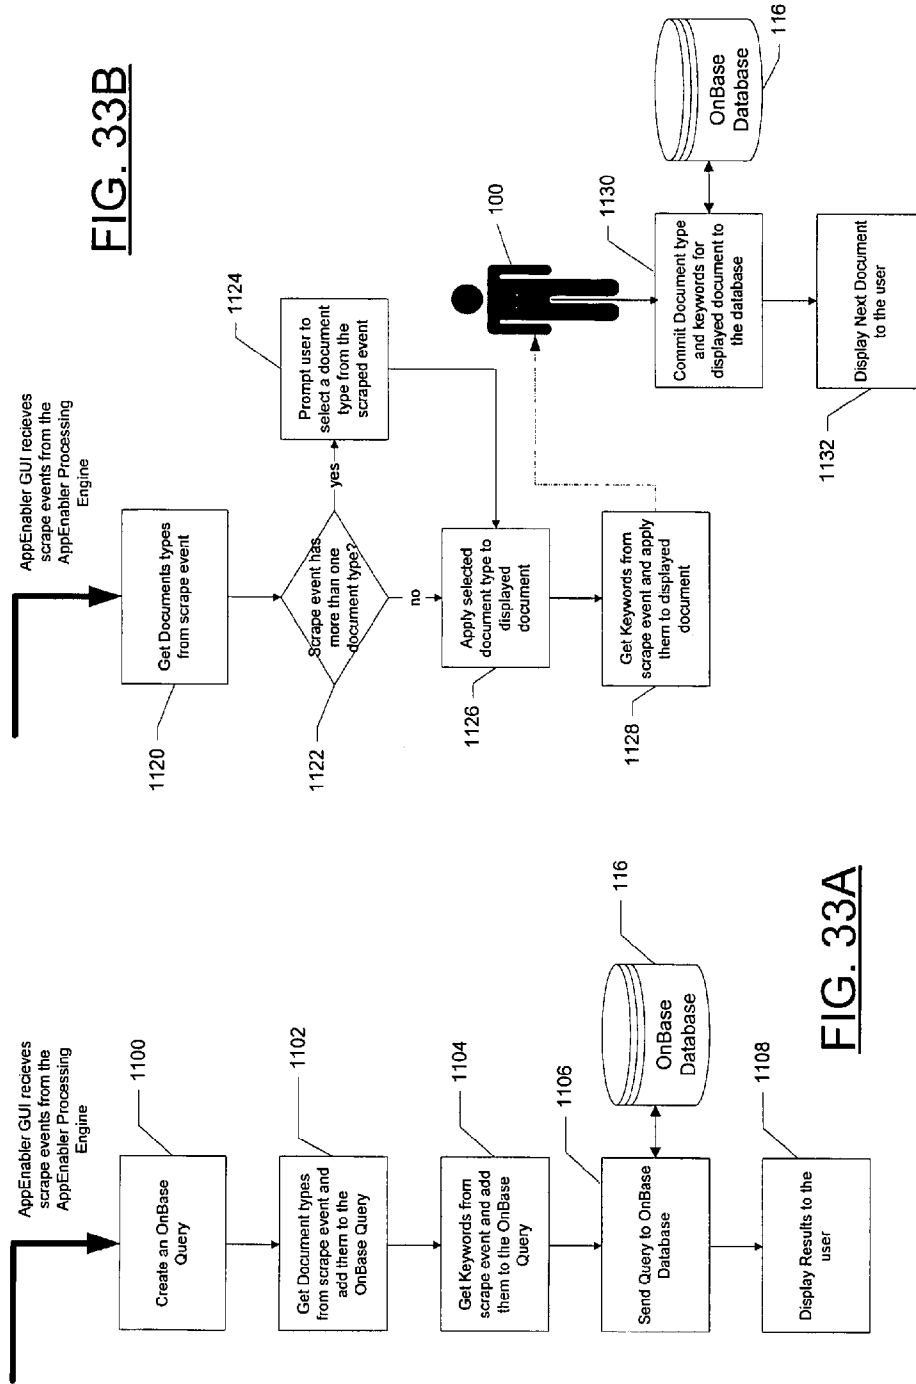 AppEnabler GUI recieves
scrape events from the
AppEnabler Processing
Engine
Create an OnBase
Query
1100
Get Document types
from scrape event and
add them to the
OnBase Query
1102
Get Keywords from
scrape event and add
them to the OnBase
Query
1104
Send Query to OnBase
Database
1106
OnBase
Database
116
Display Results to the
user
1108
FIG. 33A
AppEnabler GUI recieves
scrape events from the
AppEnabler Processing
Engine
Get Documents types
from scrape event
1120
Scrape event has
more than one
document type?
1122
yes
no
Prompt user to
select a document
type from the
scraped event
1124
Apply selected
document type to
displayed
document
1126
Get Keywords from
scrape event and apply
them to displayed
document
1128
100
Commit Document type
and keywords for
displayed document to
the database
1130
OnBase
Database
116
Display Next Document
to the user
1132
FIG. 33B